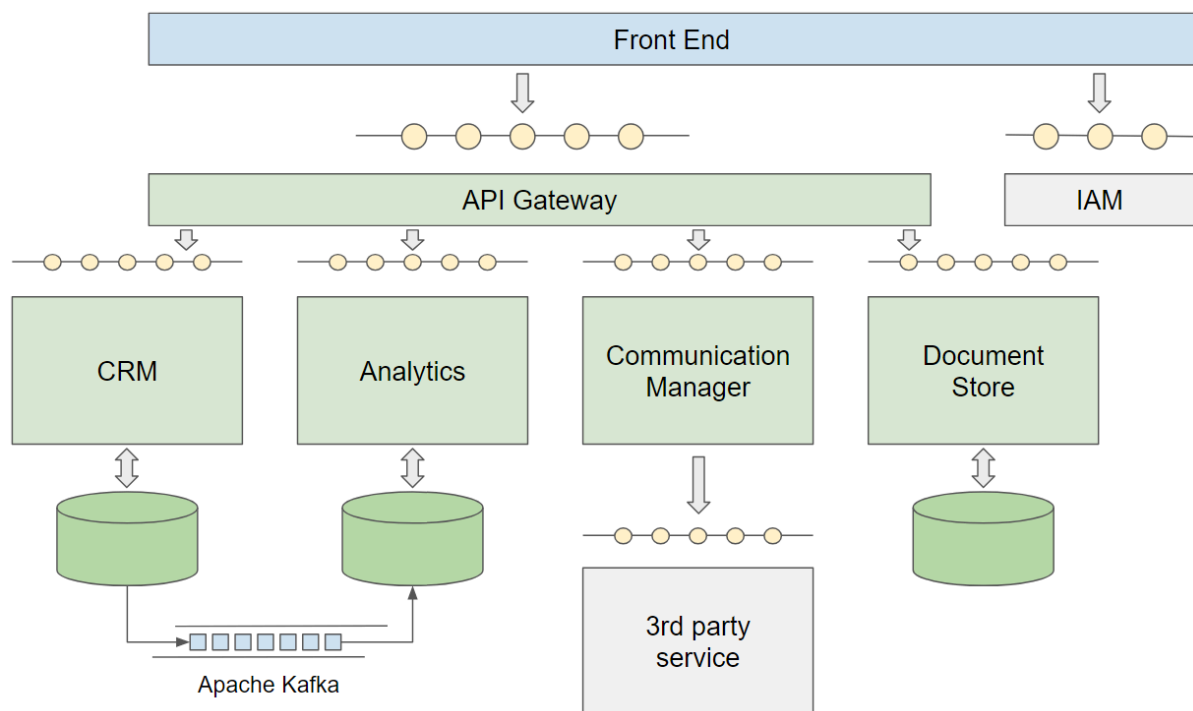 Front End
API Gateway
IAM
CRM
Analytics
Communication
Manager
Document
Store
3rd party
service
Apache Kafka